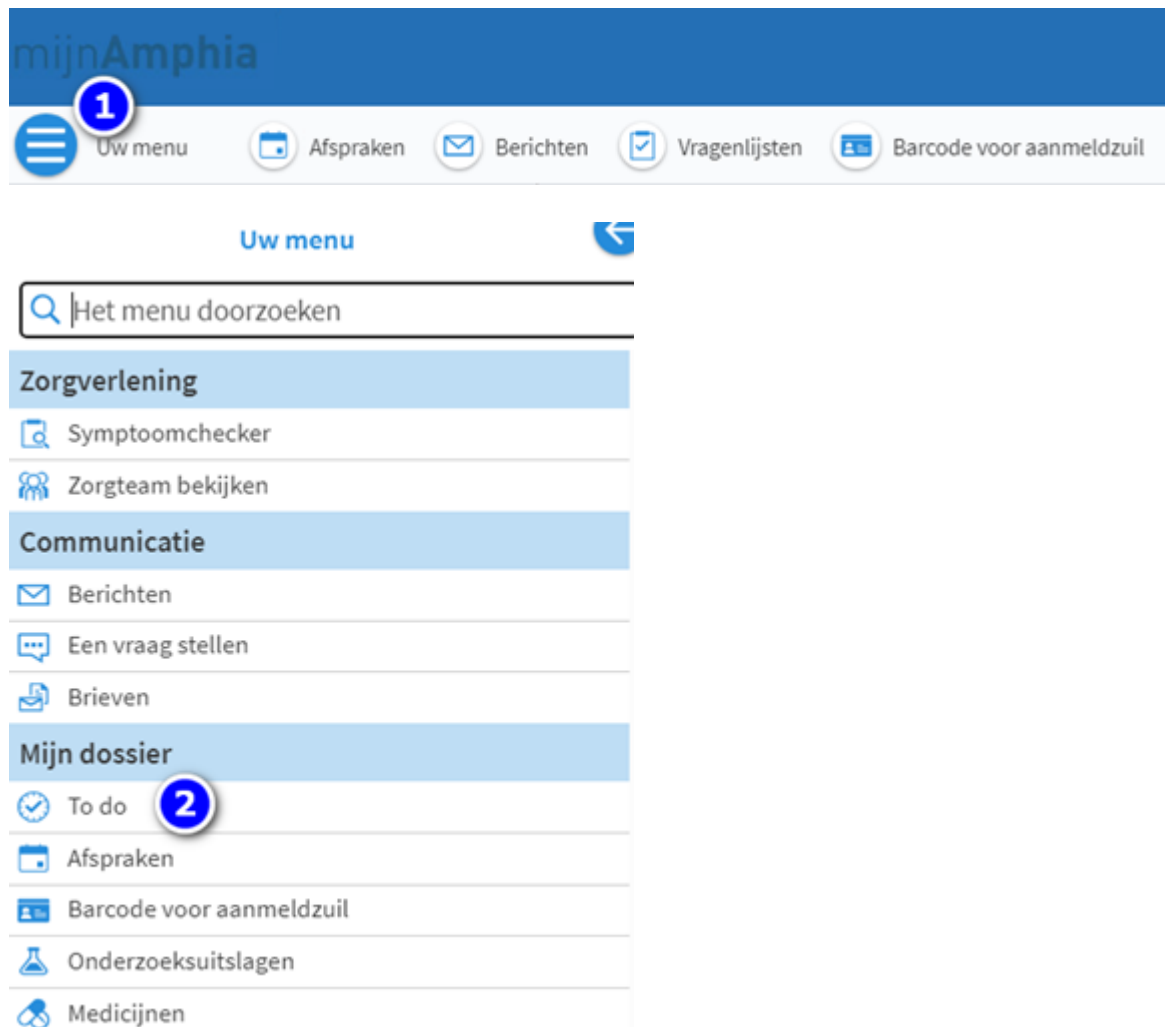 mijnAmphia
1
Uw menu Afspraken Berichten Vragenlijsten Barcode voor aanmeldzuil
Uw menu
Het menu doorzoeken
Zorgverlening
Symptoomchecker
Zorgteam bekijken
Communicatie
Berichten
Een vraag stellen
Brieven
Mijn dossier
To do 2
Afspraken
Barcode voor aanmeldzuil
Onderzoeksuitslagen
Medicijnen